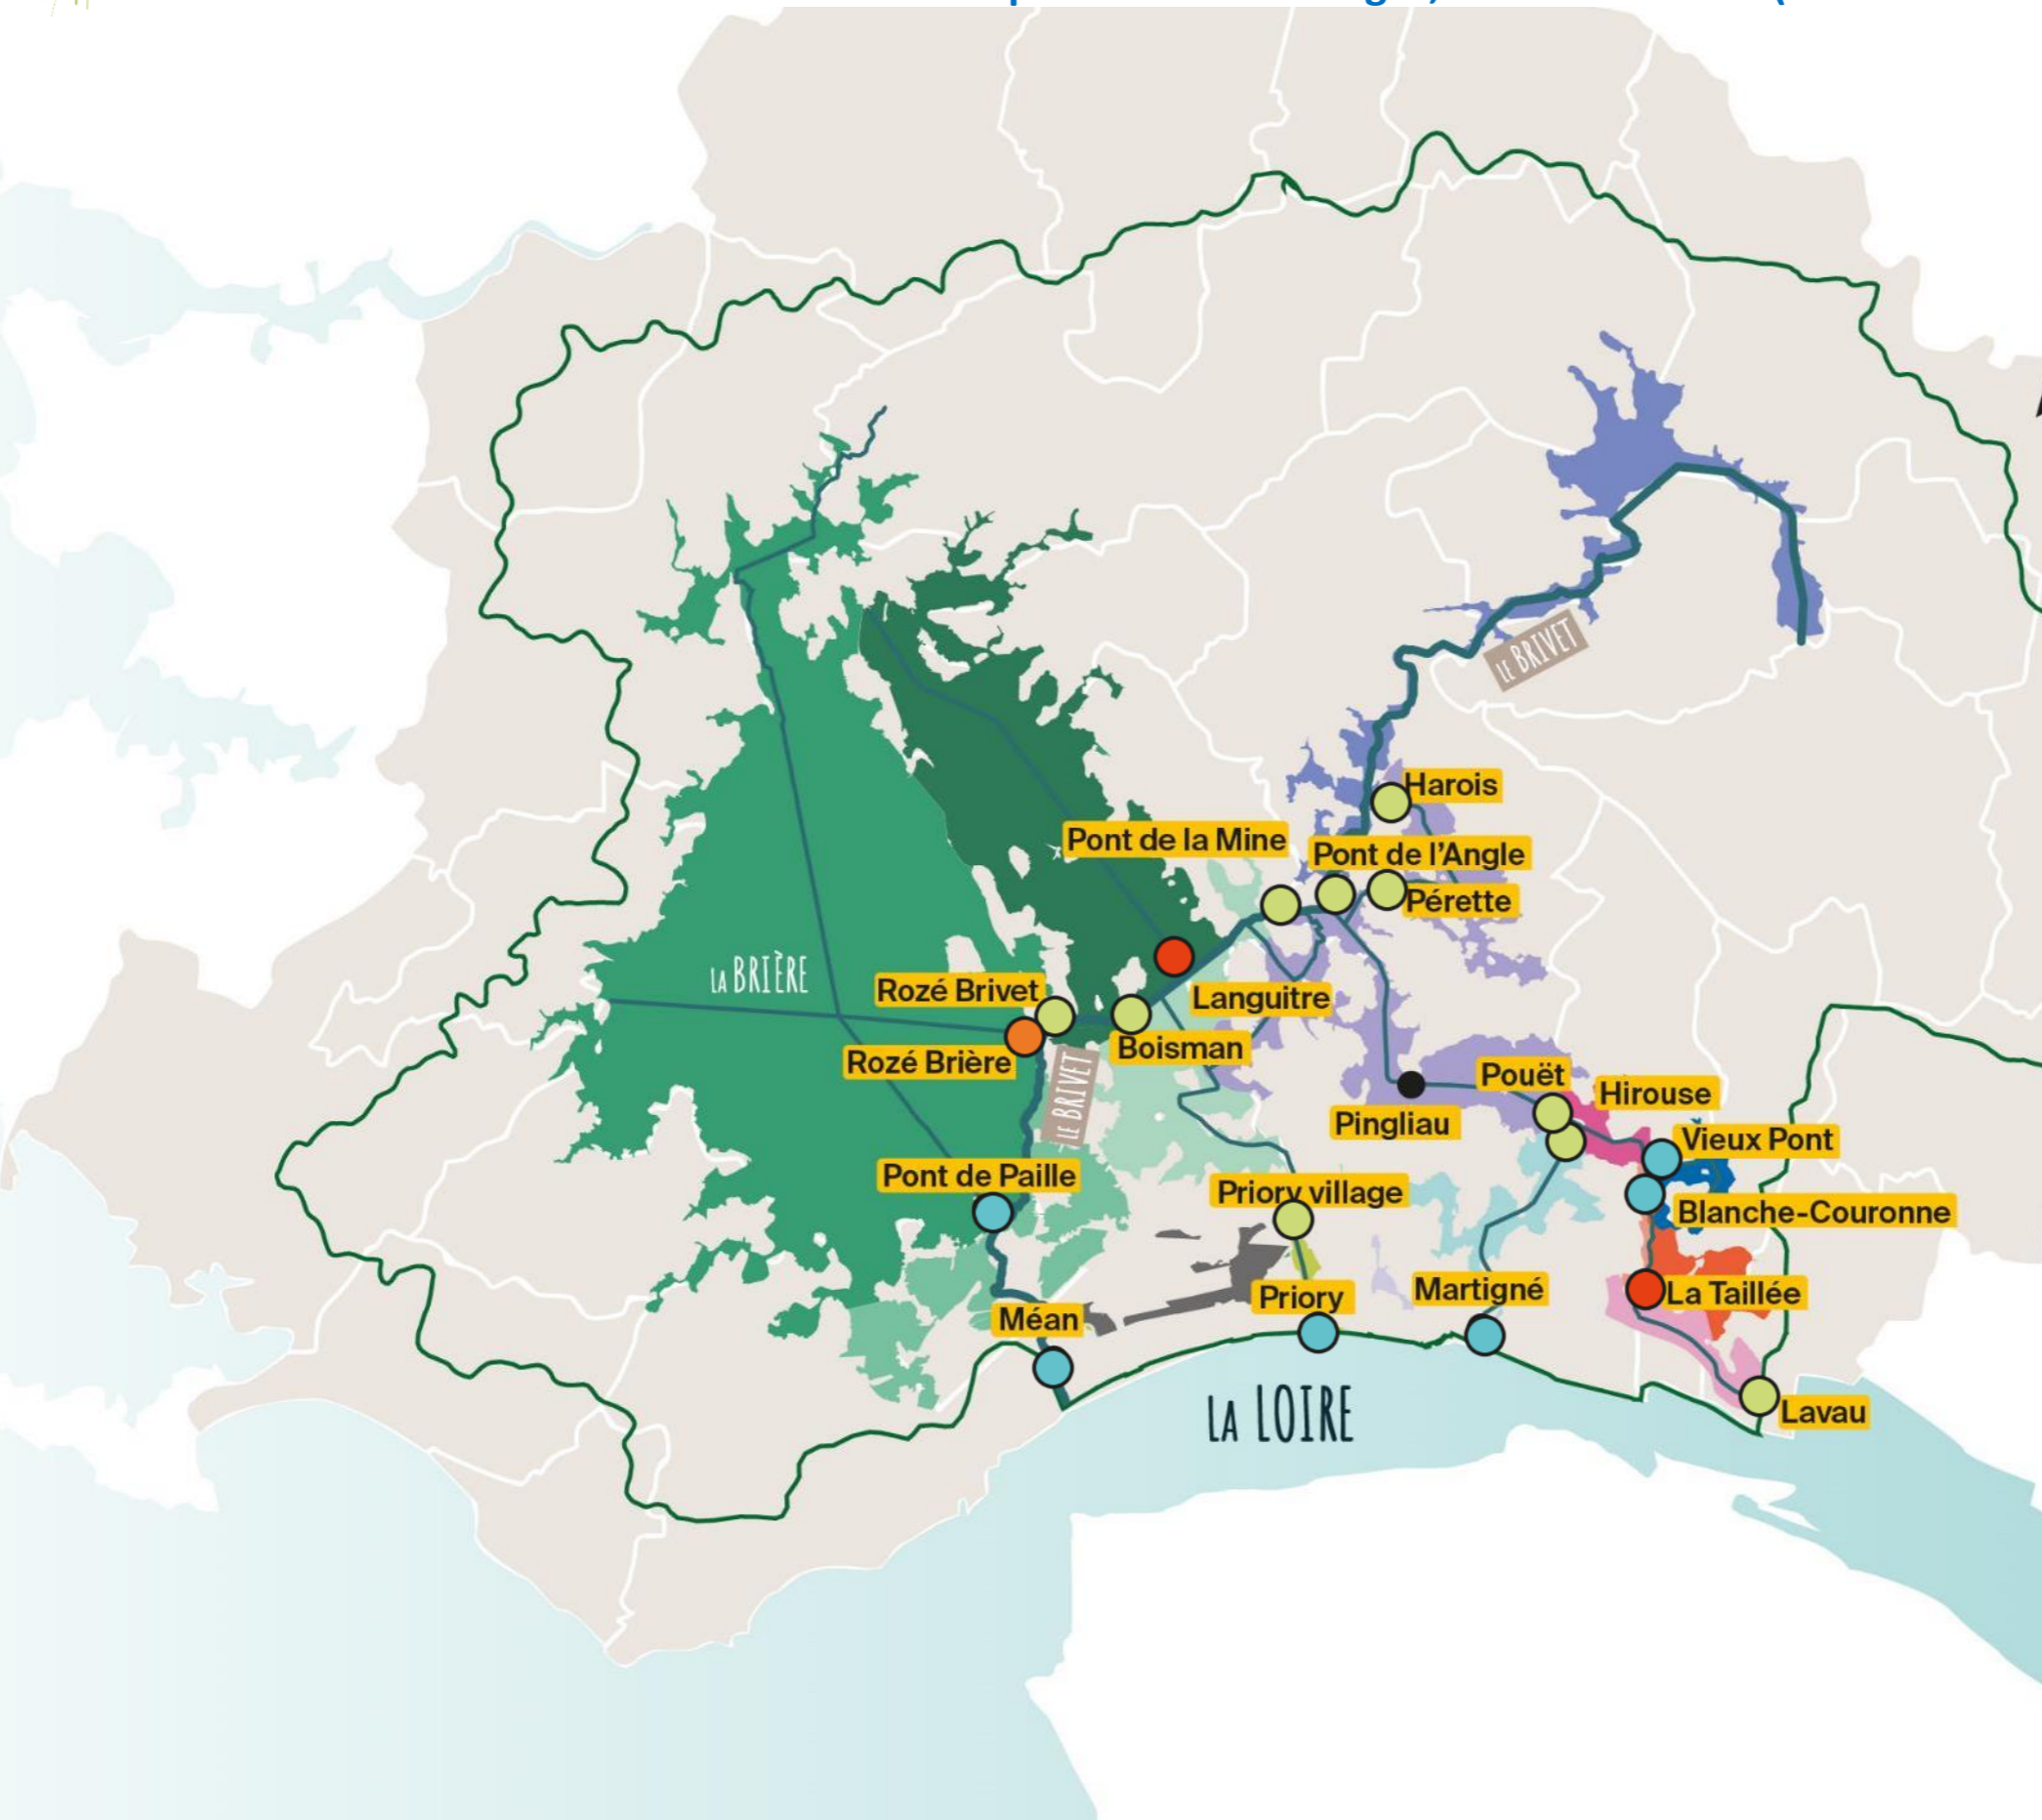 LE BRIVET
Harois
Pont de la Mine
Pont de l'Angle
Pérette
LA BRIÈRE
Rozé Brivet
Languitre
Boisman
Rozé Brière
LE BRIVET
Pouët
Hirouse
Pingliau
Vieux Pont
Pont de Paille
Priory village
Blanche-Couronne
Priory
Martigné
La Taillée
Méan
LA LOIRE
Lavau